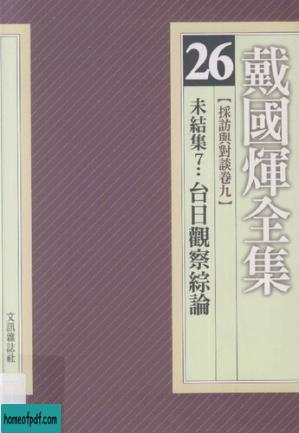 戴國煇全集
26
【採訪與對談卷九】
未結集7：台日觀察綜論
文訊雜誌社
homeofpdf.com